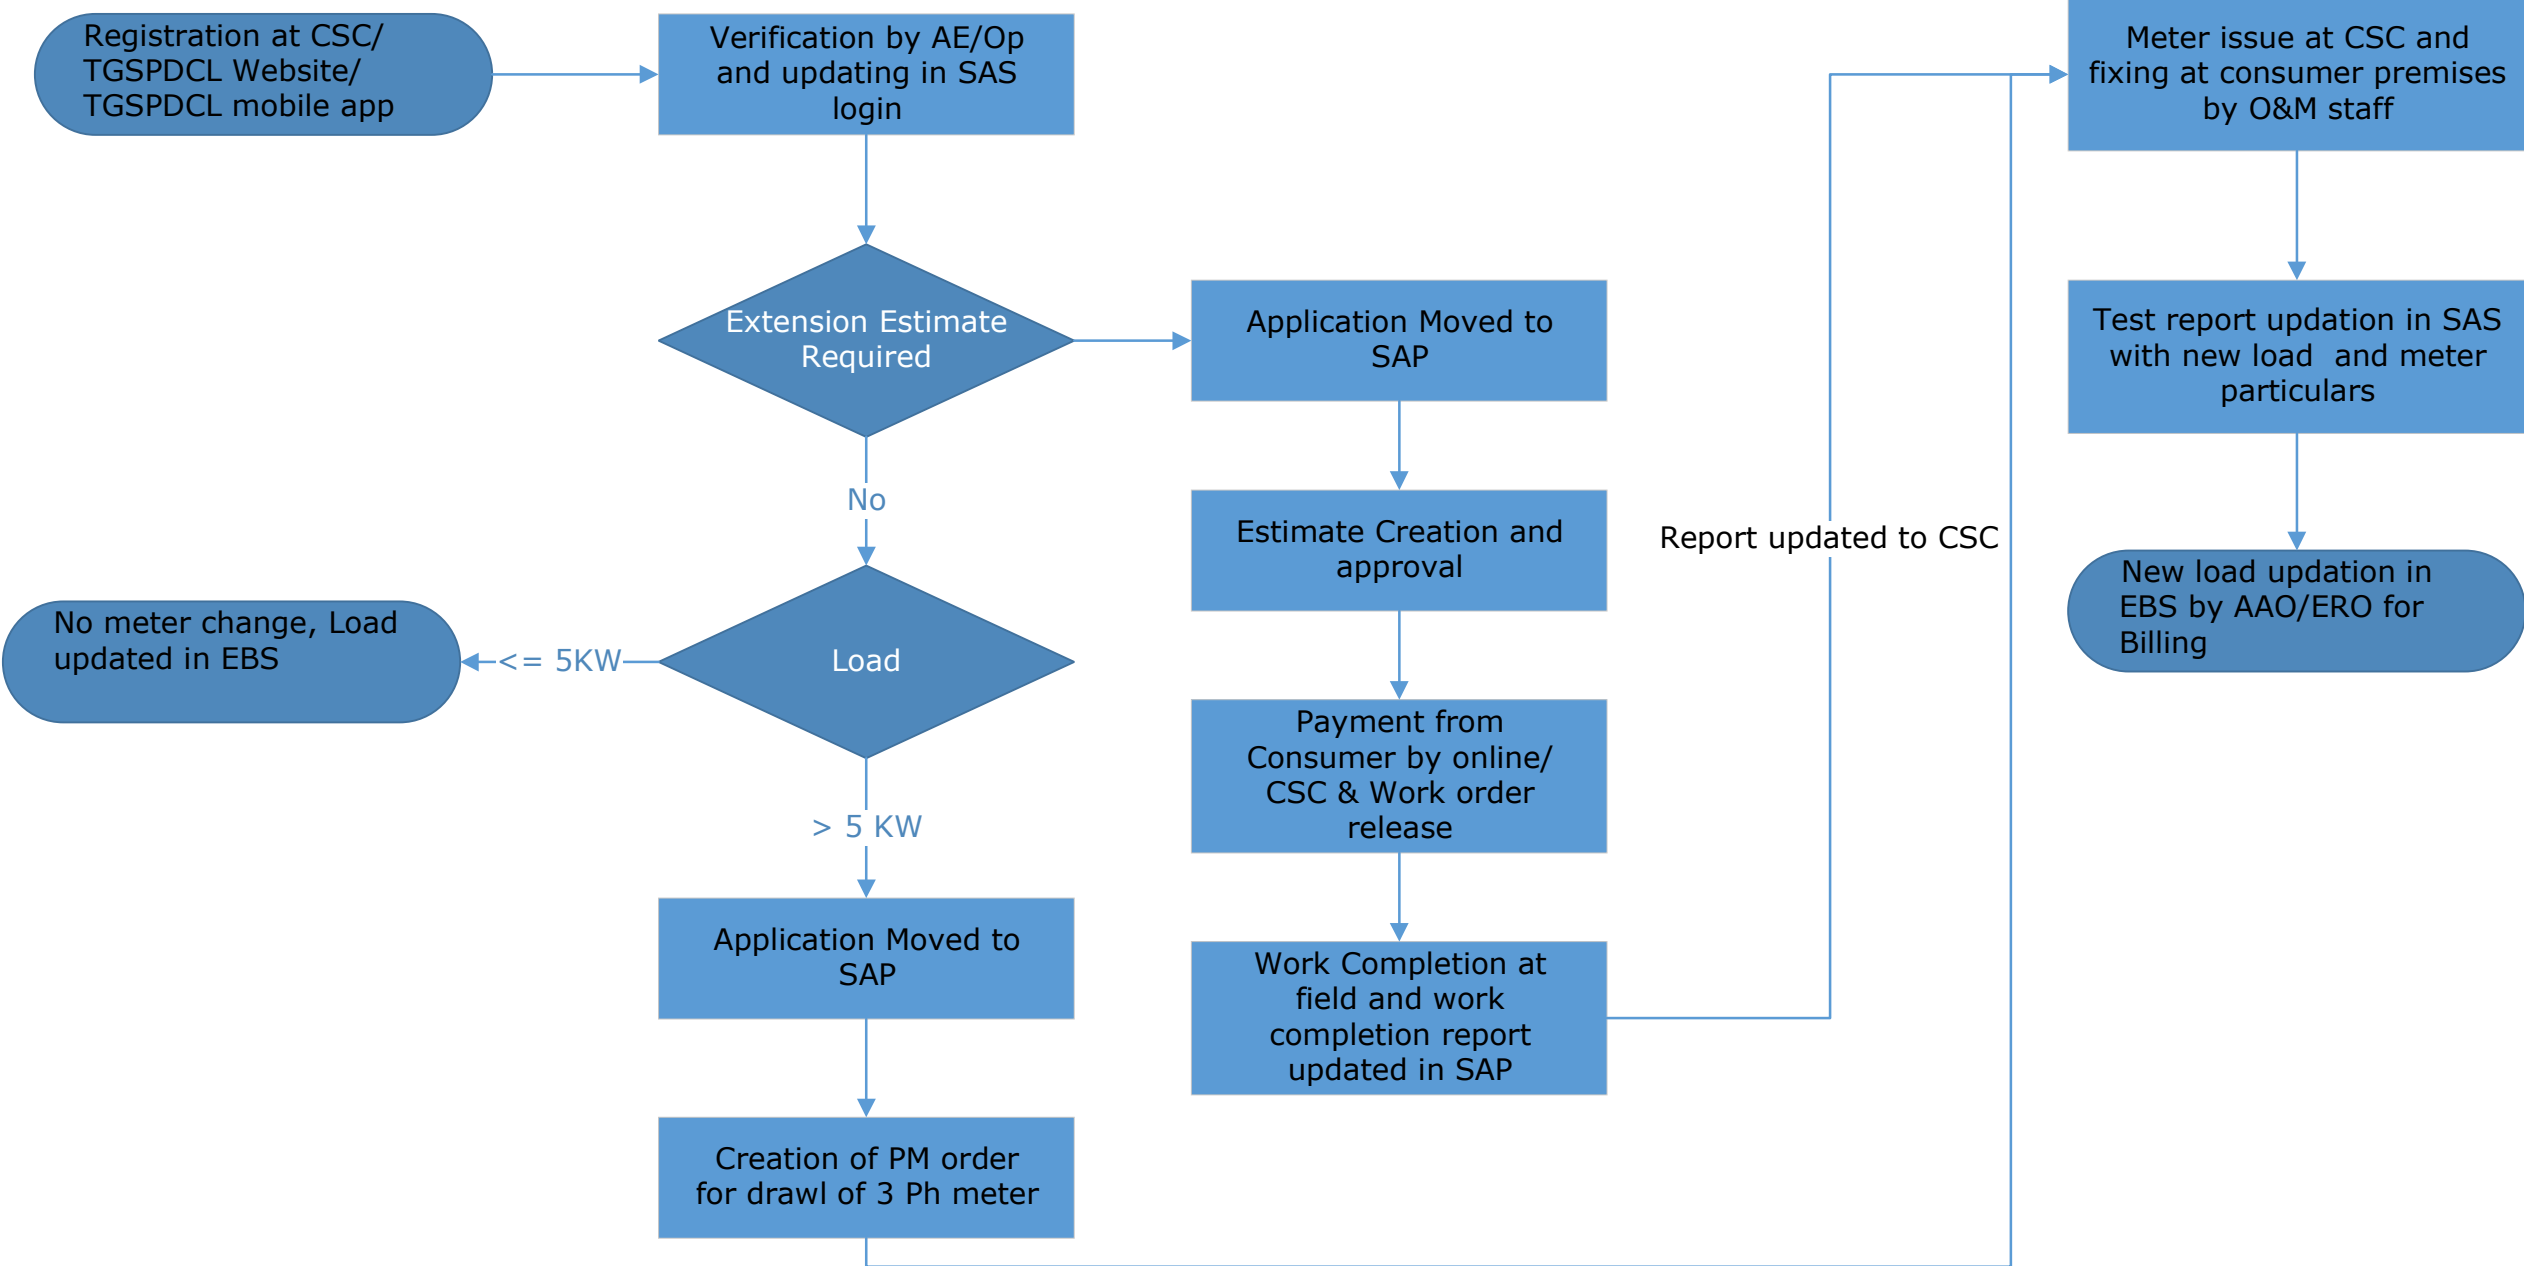 Registration at CSC/
TGSPDCL Website/
TGSPDCL mobile app
Verification by AE/Op
and updating in SAS
login
Meter issue at CSC and
fixing at consumer premises
by O&M staff
Extension Estimate
Required
Application Moved to
SAP
Test report updation in SAS
with new load  and meter
particulars
No
Estimate Creation and
approval
Report updated to CSC
New load updation in
EBS by AAO/ERO for
Billing
No meter change, Load
updated in EBS
<= 5KW
Load
Payment from
Consumer by online/
CSC & Work order
release
> 5 KW
Application Moved to
SAP
Work Completion at
field and work
completion report
updated in SAP
Creation of PM order
for drawl of 3 Ph meter